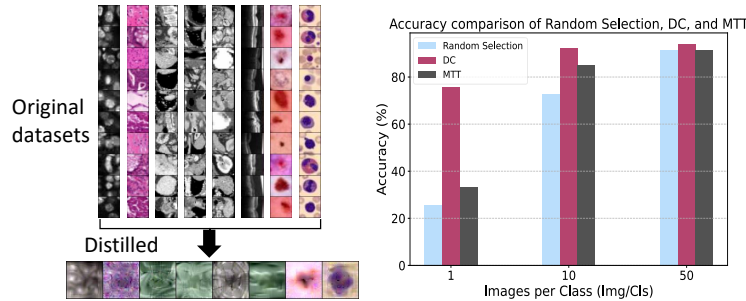 Original
datasets
Distilled
Accuracy comparison of Random Selection, DC, and MTT
Random Selection
DC
MTT
Accuracy (%)
80
60
40
20
0
1
10
50
Images per Class (Img/Cls)